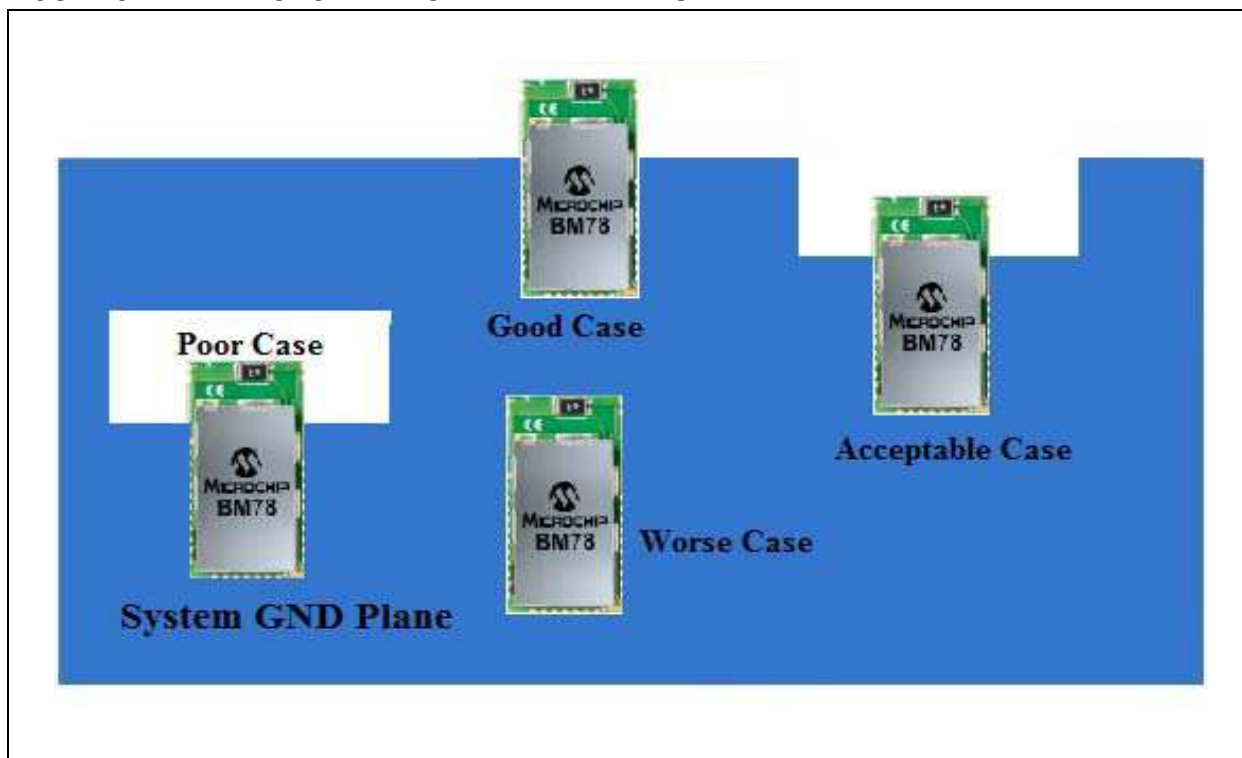 CE
MICROCHIP
BM78
Good Case
CE
MICROCHIP
BM78
Acceptable Case
Poor Case
CE
MICROCHIP
BM78
System GND Plane
CE
MICROCHIP
BM78
Worse Case